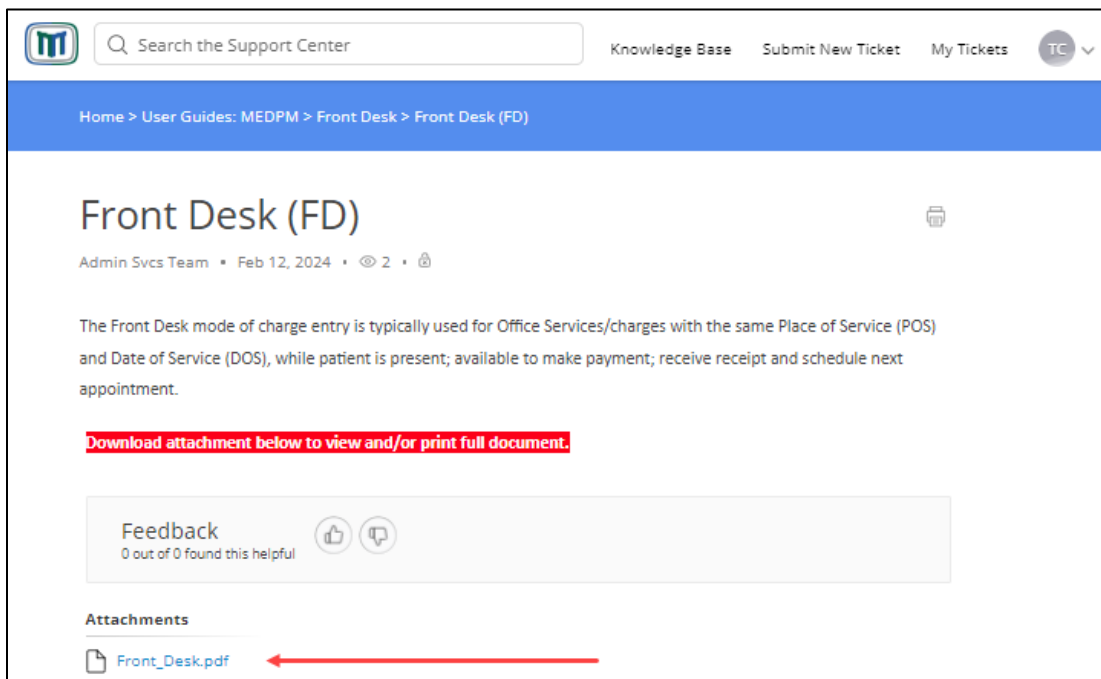 Search the Support Center
Knowledge Base
Submit New Ticket
My Tickets
TC
Home > User Guides: MEDPM > Front Desk > Front Desk (FD)
Front Desk (FD)
Admin Svcs Team • Feb 12, 2024 • 2 •
The Front Desk mode of charge entry is typically used for Office Services/charges with the same Place of Service (POS)
and Date of Service (DOS), while patient is present; available to make payment; receive receipt and schedule next
appointment.
Download attachment below to view and/or print full document.
Feedback
0 out of 0 found this helpful
Attachments
Front_Desk.pdf